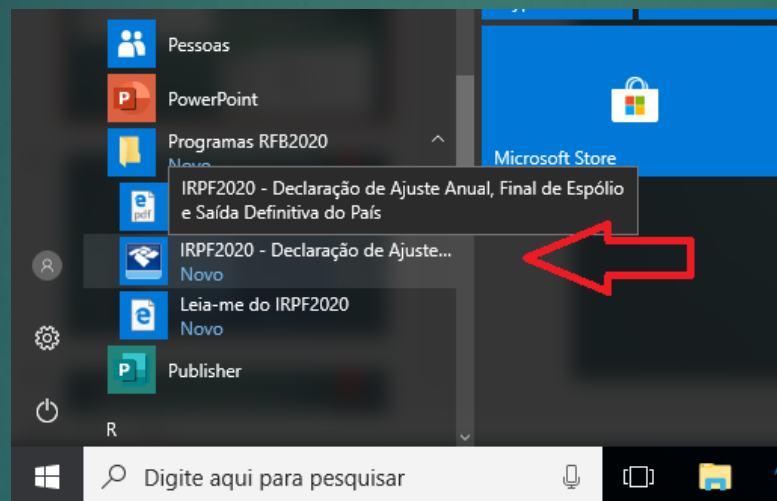 Pessoas
PowerPoint
Programas RFB2020
Novo
IRPF2020 - Declaração de Ajuste Anual, Final de Espólio
e Saída Definitiva do País
IRPF2020 - Declaração de Ajuste...
Novo
Leia-me do IRPF2020
Novo
Publisher
R
Microsoft Store
Digite aqui para pesquisar